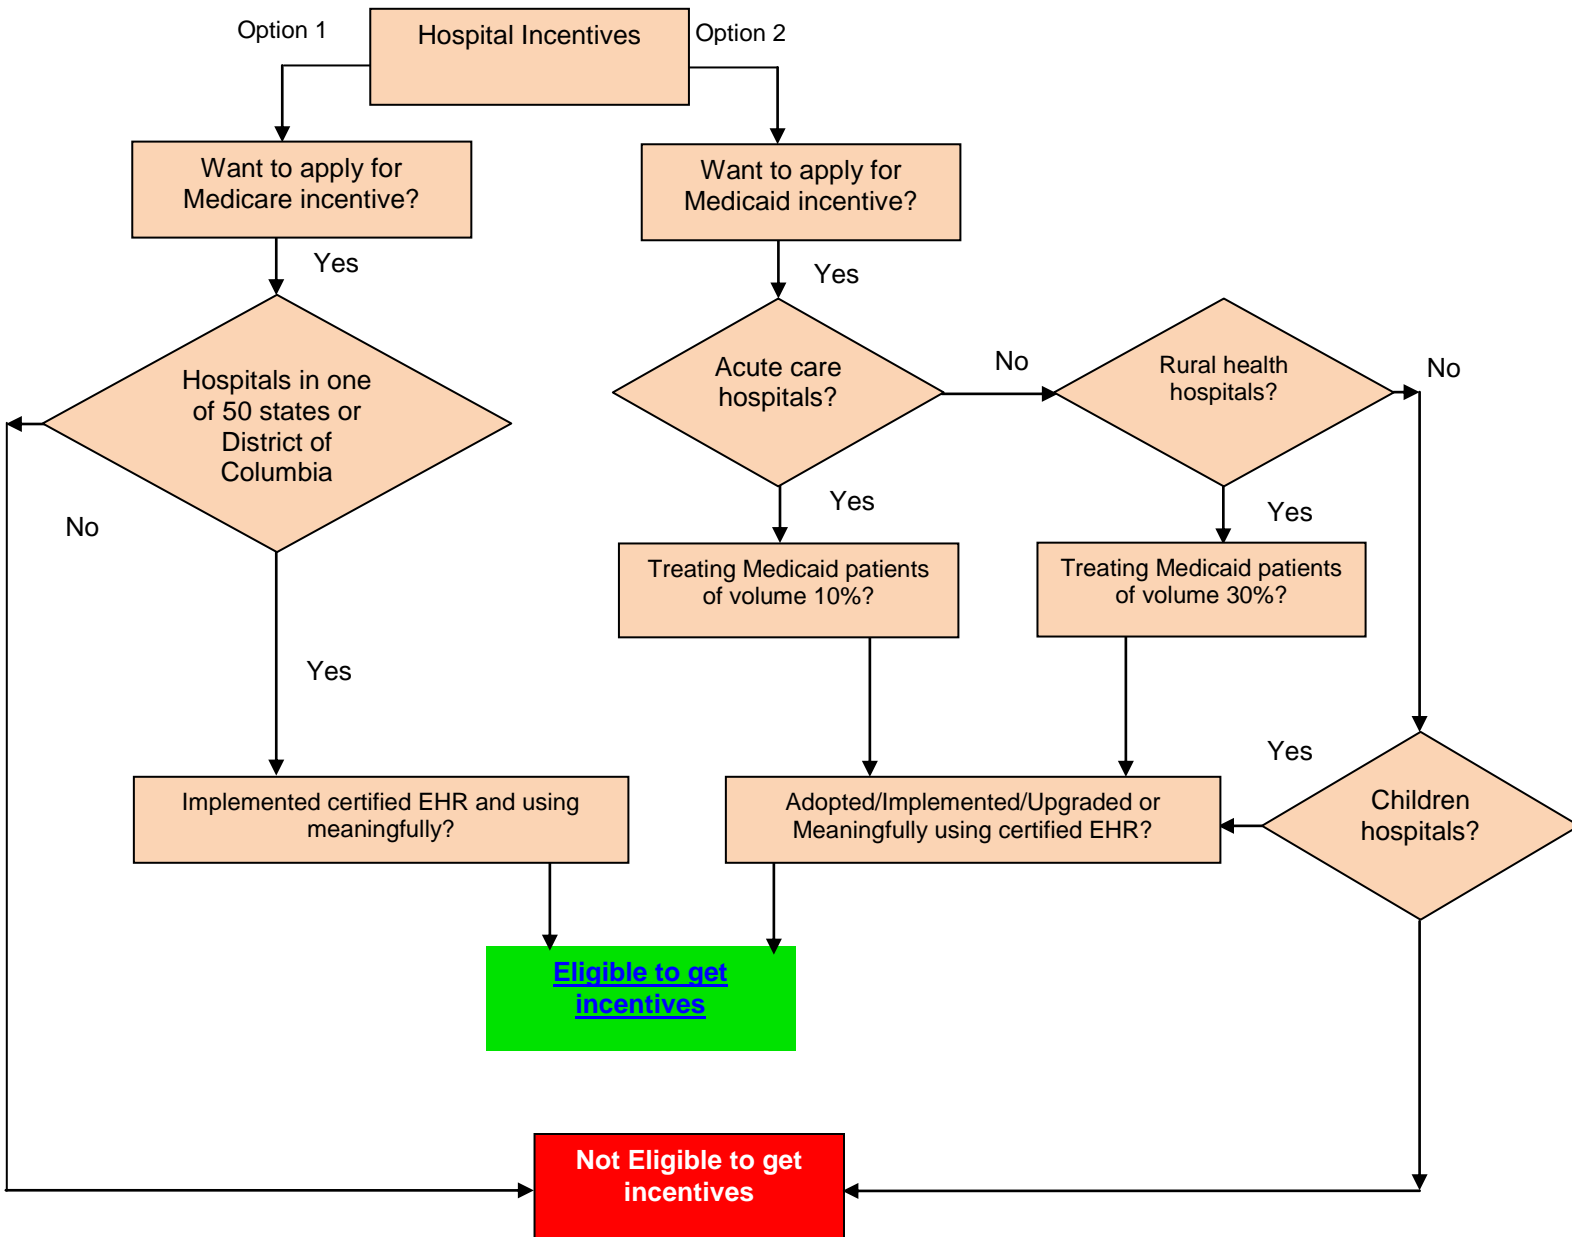 Option 1
Hospital Incentives
Option 2
Want to apply for
Medicare incentive?
Want to apply for
Medicaid incentive?
Yes
Yes
Hospitals in one
of 50 states or
District of
Columbia
Acute care
hospitals?
No
Rural health
hospitals?
No
No
Yes
Yes
Treating Medicaid patients
of volume 10%?
Treating Medicaid patients
of volume 30%?
Yes
Yes
Implemented certified EHR and using
meaningfully?
Adopted/Implemented/Upgraded or
Meaningfully using certified EHR?
Children
hospitals?
Eligible to get
incentives
Not Eligible to get
incentives